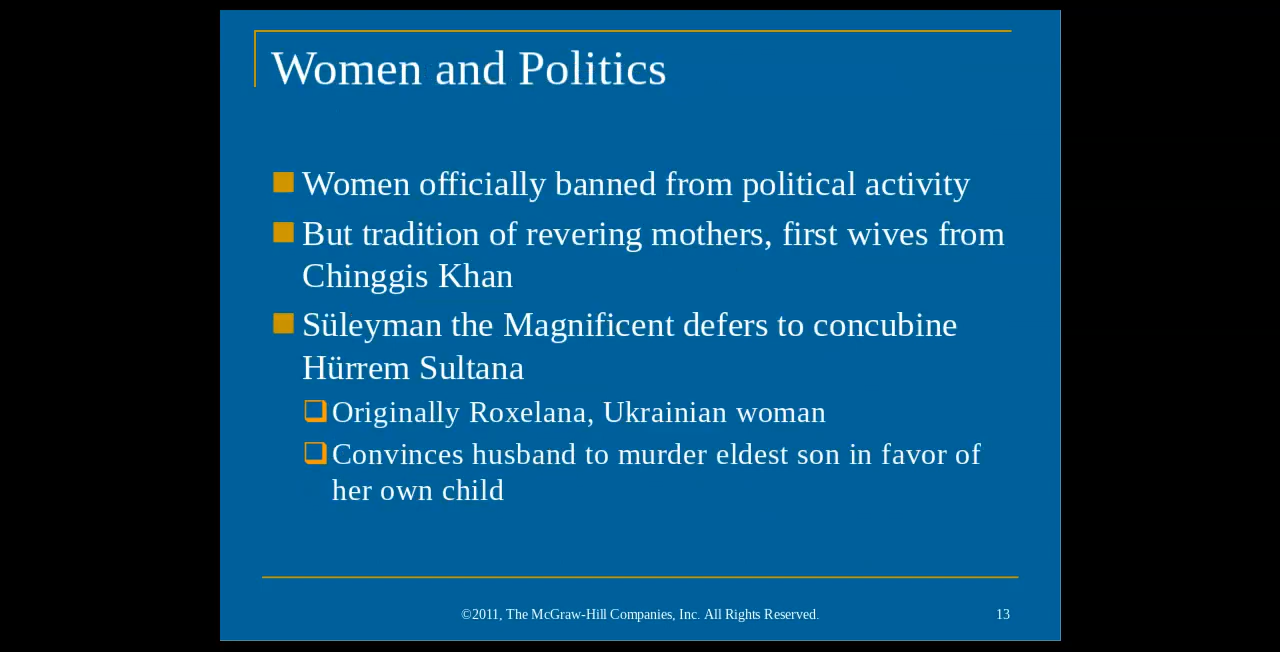 Women and Politics
Women officially banned from political activity
But tradition of revering mothers, first wives from
Chinggis Khan
Süleyman the Magnificent defers to concubine
Hürrem Sultana
Originally Roxelana, Ukrainian woman
Convinces husband to murder eldest son in favor of
her own child
©2011, The McGraw-Hill Companies, Inc. All Rights Reserved.
13